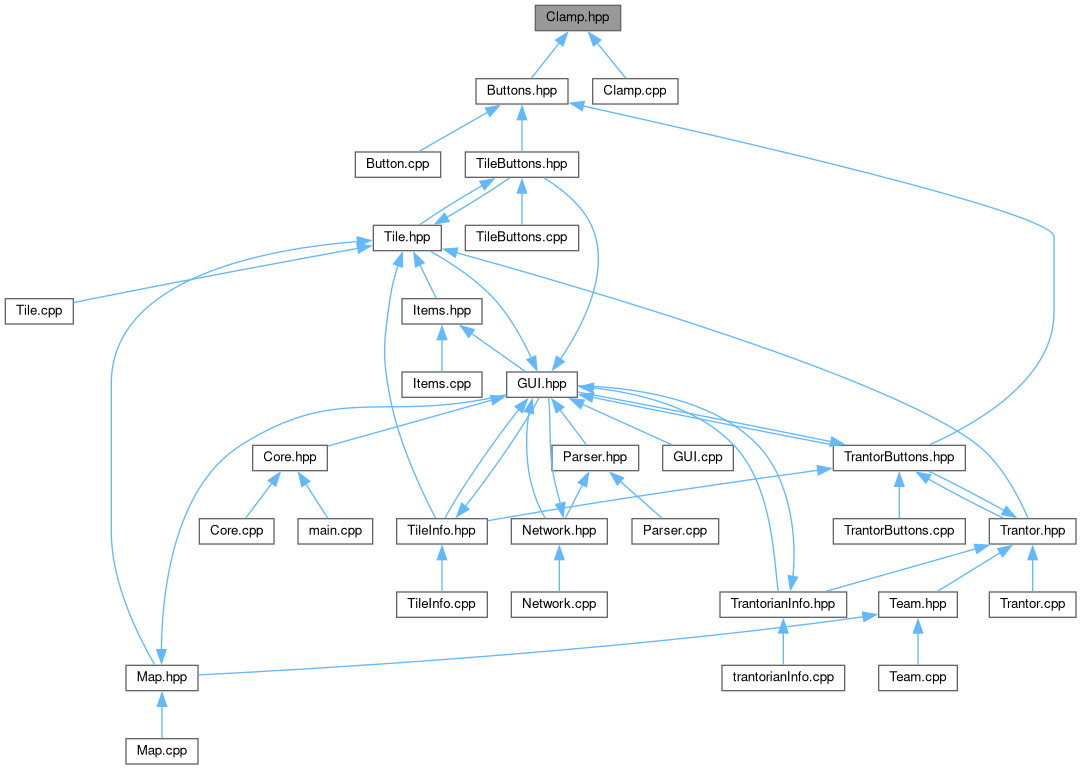 Clamp.hpp
Buttons.hpp
Clamp.cpp
Button.cpp
TileButtons.hpp
Tile.hpp
TileButtons.cpp
Tile.cpp
Items.hpp
Items.cpp
GUI.hpp
Core.hpp
Parser.hpp
GUI.cpp
TrantorButtons.hpp
Core.cpp
main.cpp
TileInfo.hpp
Network.hpp
Parser.cpp
TrantorButtons.cpp
Trantor.hpp
TileInfo.cpp
Network.cpp
TrantorianInfo.hpp
Team.hpp
Trantor.cpp
Map.hpp
trantorianInfo.cpp
Team.cpp
Map.cpp